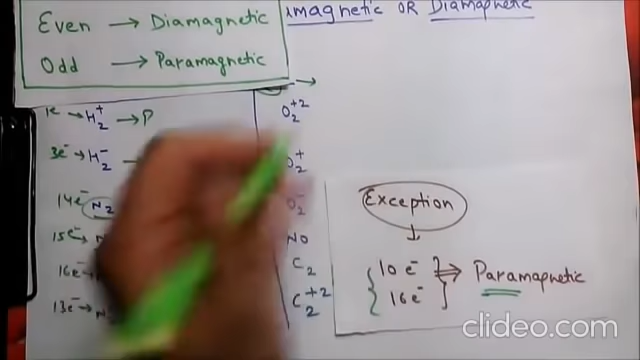 Even → Diamagnetic
Odd → Paramagnetic
OR Diamagnetic
1e → H₂⁺ → P
3e⁻ → H₂⁻ →
14e⁻ N₂
15e⁻ →
16e⁻
13e⁻ → N
O₂⁺²
O₂⁺
O₂⁻
NO
C₂
C₂⁺²
Exception
↓
{ 10 e⁻
16 e⁻ } ⇒ Paramagnetic
clideo.com